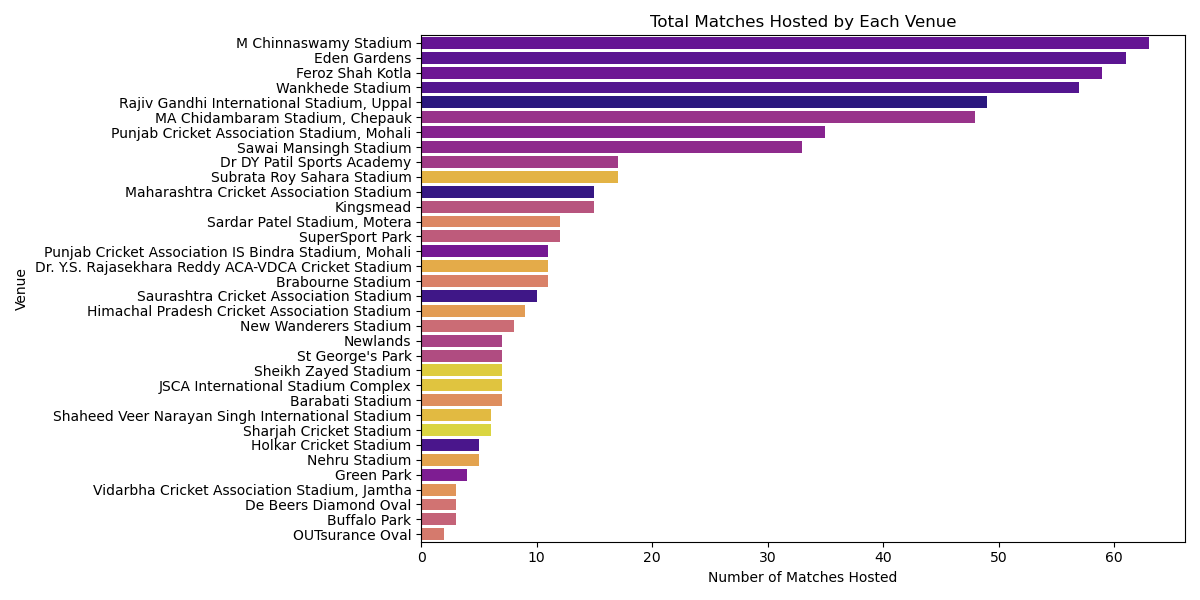 Total Matches Hosted by Each Venue
M Chinnaswamy Stadium
Eden Gardens
Feroz Shah Kotla
Wankhede Stadium
Rajiv Gandhi International Stadium, Uppal
MA Chidambaram Stadium, Chepauk
Punjab Cricket Association Stadium, Mohali
Sawai Mansingh Stadium
Dr DY Patil Sports Academy
Subrata Roy Sahara Stadium
Maharashtra Cricket Association Stadium
Kingsmead
Sardar Patel Stadium, Motera
SuperSport Park
Punjab Cricket Association IS Bindra Stadium, Mohali
Dr. Y.S. Rajasekhara Reddy ACA-VDCA Cricket Stadium
Brabourne Stadium
Saurashtra Cricket Association Stadium
Himachal Pradesh Cricket Association Stadium
New Wanderers Stadium
Newlands
St George's Park
Sheikh Zayed Stadium
JSCA International Stadium Complex
Barabati Stadium
Shaheed Veer Narayan Singh International Stadium
Sharjah Cricket Stadium
Holkar Cricket Stadium
Nehru Stadium
Green Park
Vidarbha Cricket Association Stadium, Jamtha
De Beers Diamond Oval
Buffalo Park
OUTsurance Oval
Venue
0 10 20 30 40 50 60
Number of Matches Hosted